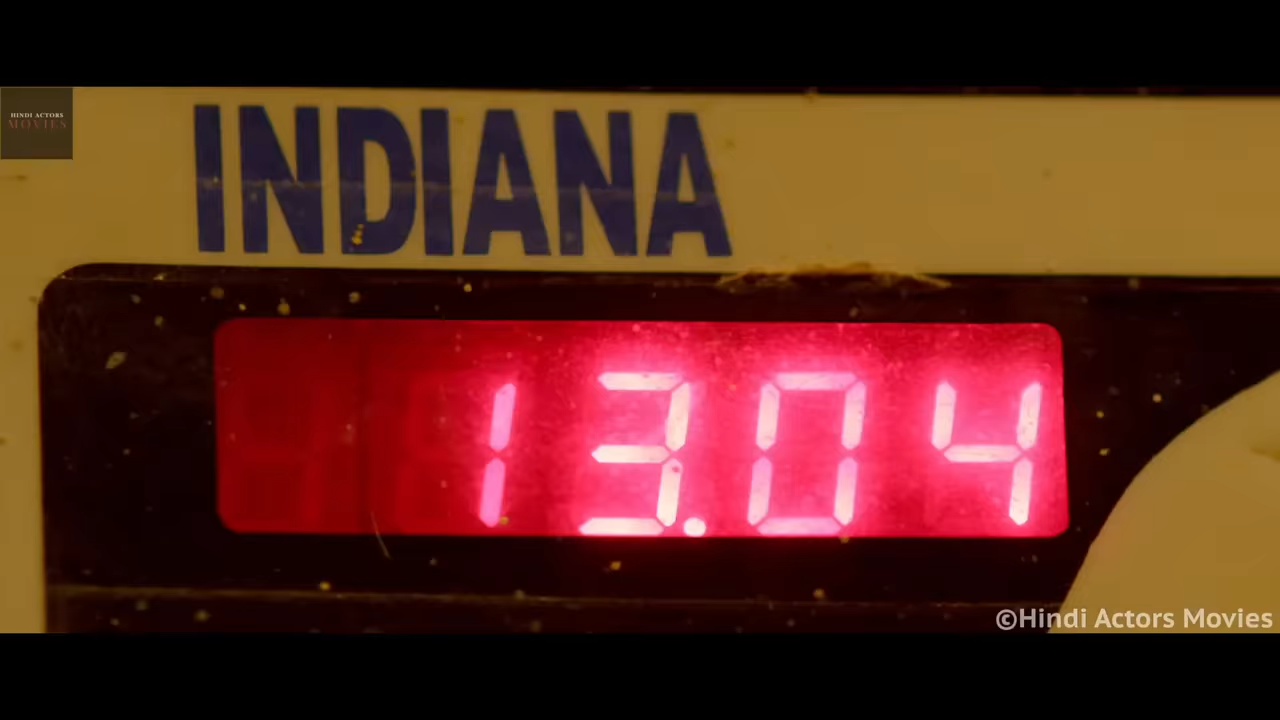 HINDI ACTORS
MOVIES
INDIANA
13.04
©Hindi Actors Movies